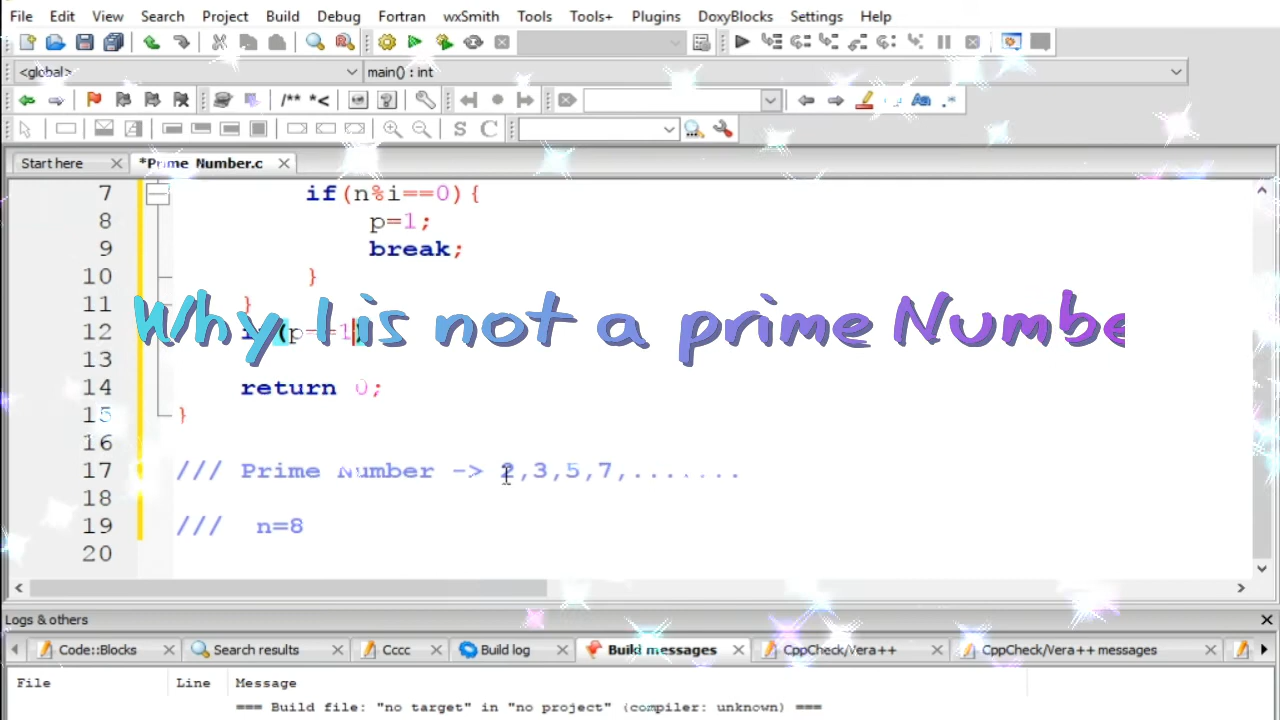 File Edit View Search Project Build Debug Fortran wxSmith Tools Tools+ Plugins DoxyBlocks Settings Help
<global> main() : int
/** *<
S C
Start here *Prime Number.c
7 if(n%i==0){
8 p=1;
9 break;
10 }
11 }
Why 1 is not a prime Numbe
12 if(p==1)
13
14 return 0;
15 }
16
17 /// Prime Number -> 2,3,5,7,.......
18
19 /// n=8
20
Logs & others
Code::Blocks Search results Cccc Build log Build messages CppCheck/Vera++ CppCheck/Vera++ messages
File Line Message
=== Build file: "no target" in "no project" (compiler: unknown) ===